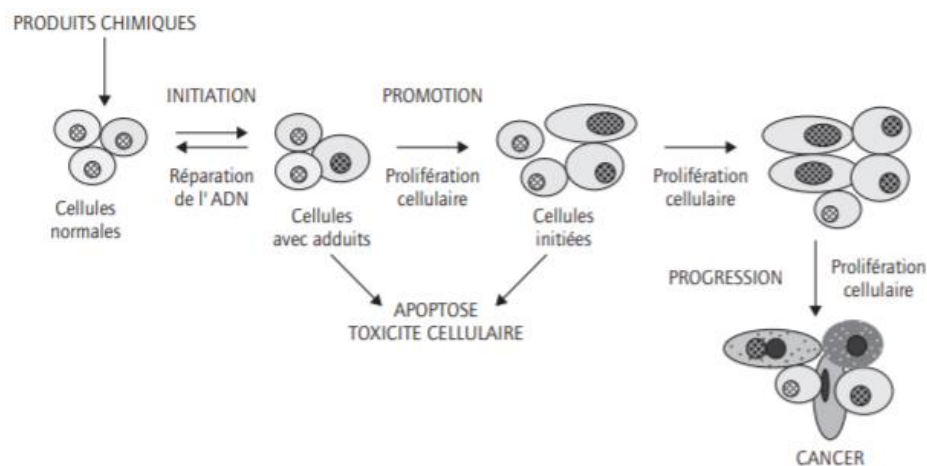 PRODUITS CHIMIQUES
INITIATION
PROMOTION
Réparation
de l' ADN
Prolifération
cellulaire
Prolifération
cellulaire
Cellules
normales
Cellules
avec adduits
Cellules
initiées
PROGRESSION
Prolifération
cellulaire
APOPTOSE
TOXICITE CELLULAIRE
CANCER